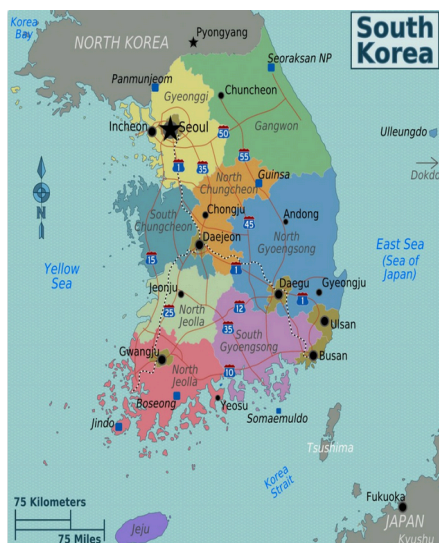 Korea
Bay
NORTH KOREA
Pyongyang
South
Korea
Seoraksan NP
Panmunjeom
Gyeonggi
Chuncheon
Incheon
Seoul
50
Gangwon
Ulleungdo
1
35
55
Dokdo
N
North
Chungcheon
Guinsa
South
Chungcheon
Chongju
45
Andong
Daejeon
North
Gyoengsong
East Sea
(Sea of
Japan)
15
Yellow
Sea
1
Jeonju
Daegu
Gyeongju
1
25
North
Jeolla
12
35
Ulsan
South
Gyoengsong
Gwangju
Busan
North
Jeolla
10
Boseong
Yeosu
Jindo
Somaemuldo
Tsushima
Korea
Strait
75 Kilometers
Fukuoka
75 Miles
Jeju
JAPAN
Kyushu